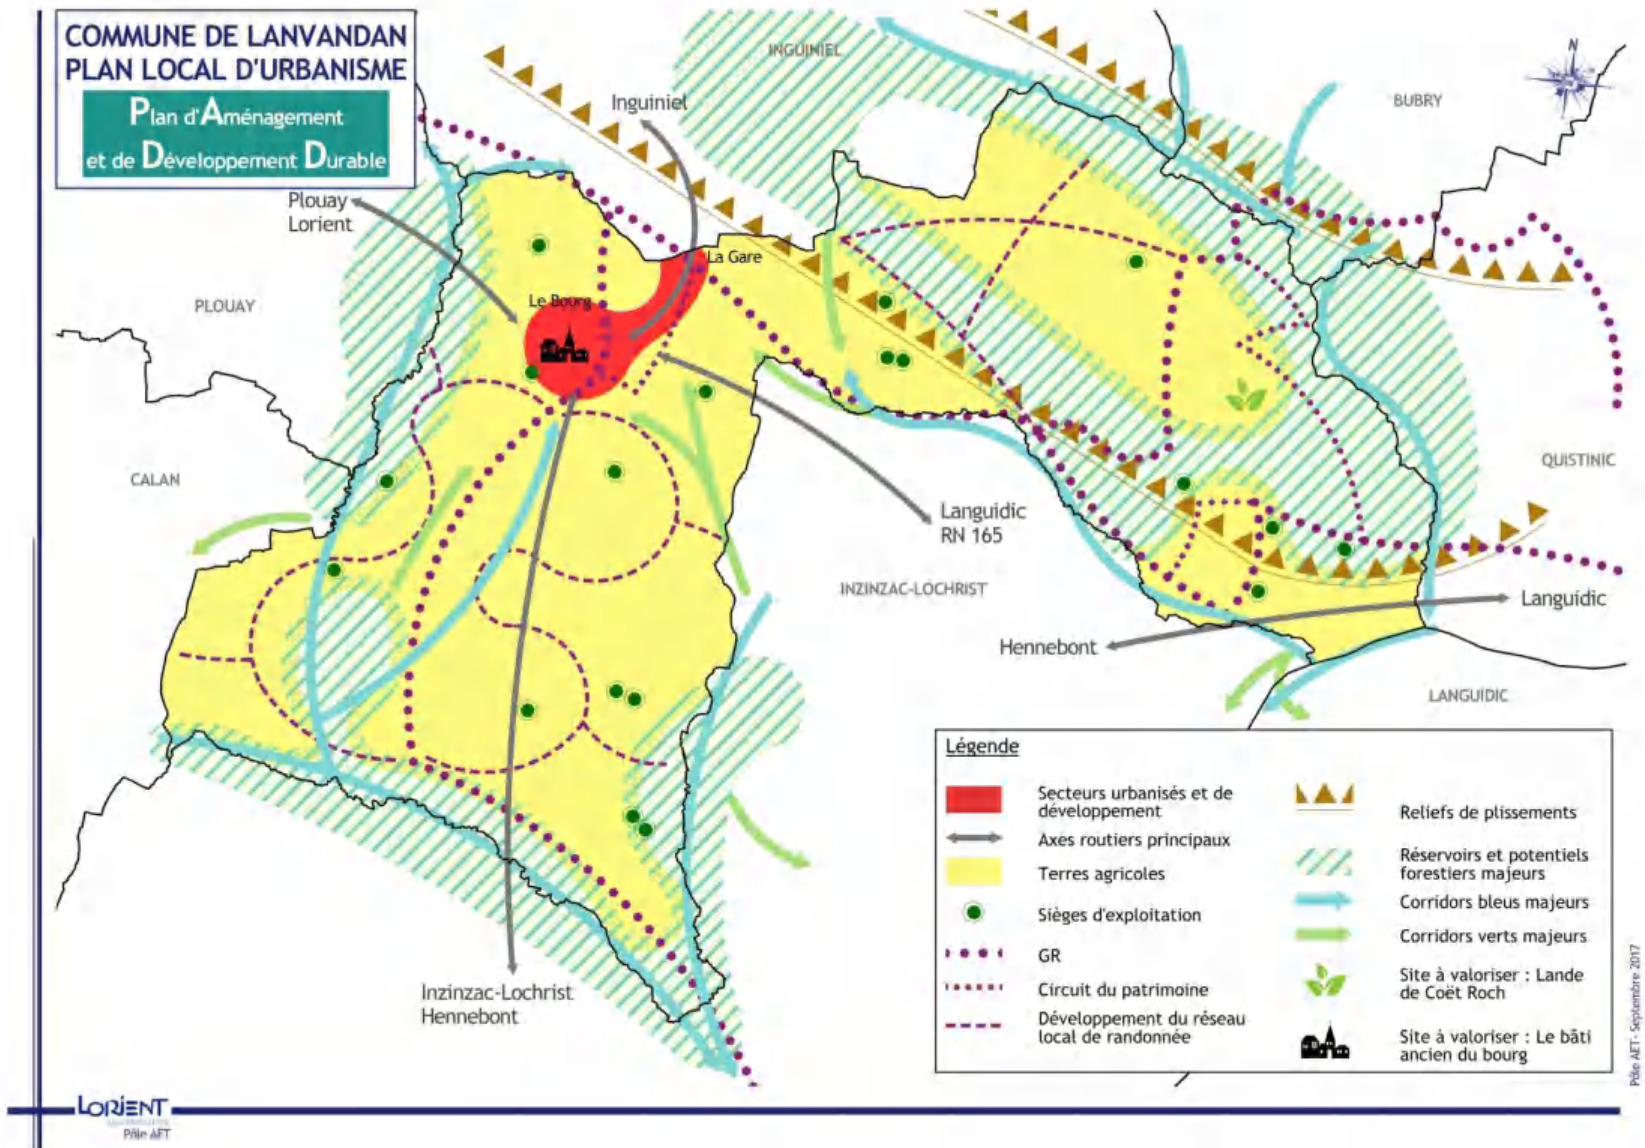 COMMUNE DE LANVANDAN
PLAN LOCAL D'URBANISME
Plan d'Aménagement
et de Développement Durable
INGUINIEL
N
BUBRY
Inguiniel
Plouay
Lorient
La Gare
PLOUAY
Le Bourg
CALAN
QUISTINIC
Languidic
RN 165
INZINZAC-LOCHRIST
Languidic
Hennebont
LANGUIDIC
Inzinzac-Lochrist
Hennebont
Légende
Secteurs urbanisés et de
développement
Axes routiers principaux
Terres agricoles
Sièges d'exploitation
GR
Circuit du patrimoine
Développement du réseau
local de randonnée
Reliefs de plissements
Réservoirs et potentiels
forestiers majeurs
Corridors bleus majeurs
Corridors verts majeurs
Site à valoriser : Lande
de Coët Roch
Site à valoriser : Le bâti
ancien du bourg
Pôle AET- Septembre 2017
LORIENT
Pôle AET